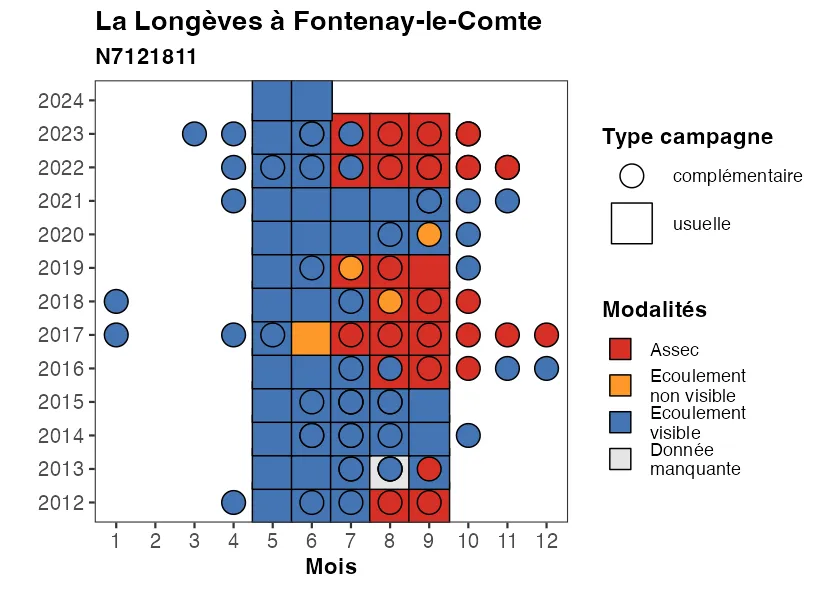 La Longèves à Fontenay-le-Comte
N7121811
2024
2023
2022
2021
2020
2019
2018
2017
2016
2015
2014
2013
2012
1 2 3 4 5 6 7 8 9 10 11 12
Mois
Type campagne
complémentaire
usuelle
Modalités
Assec
Ecoulement
non visible
Ecoulement
visible
Donnée
manquante